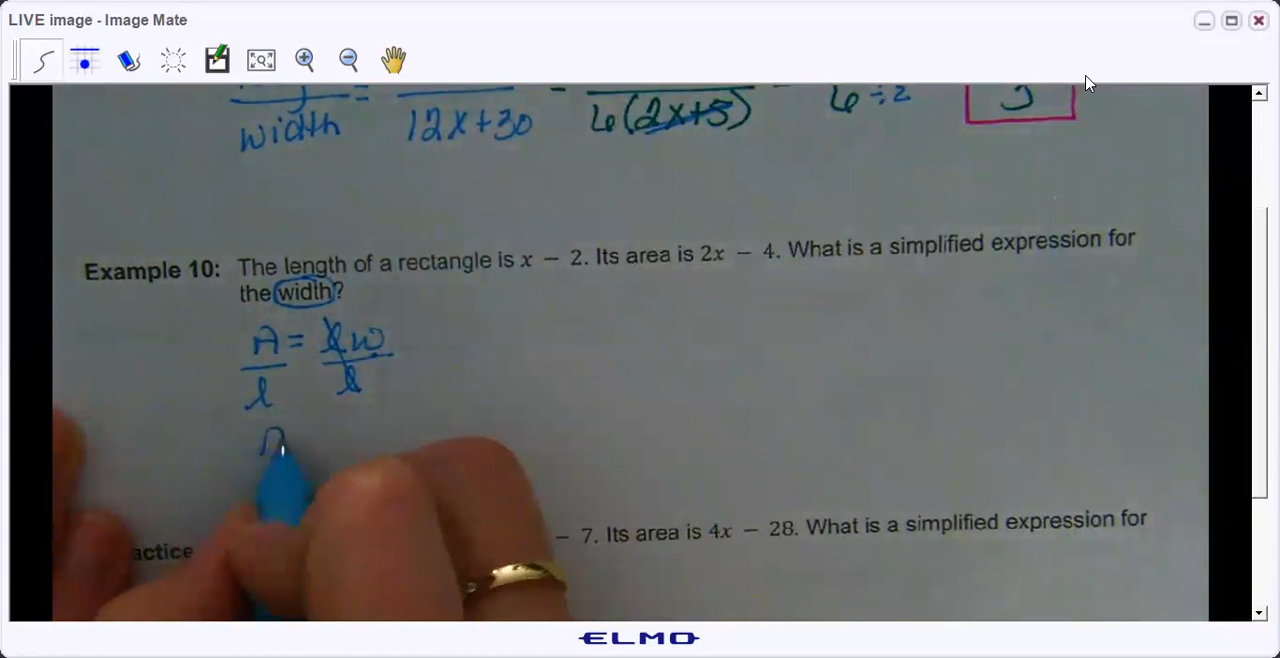 LIVE image - Image Mate
width = 12x+30 - 6(2x+5) - 6÷2
Example 10: The length of a rectangle is x − 2. Its area is 2x − 4. What is a simplified expression for
the width?
A = lw
l l
A
actice − 7. Its area is 4x − 28. What is a simplified expression for
ELMO